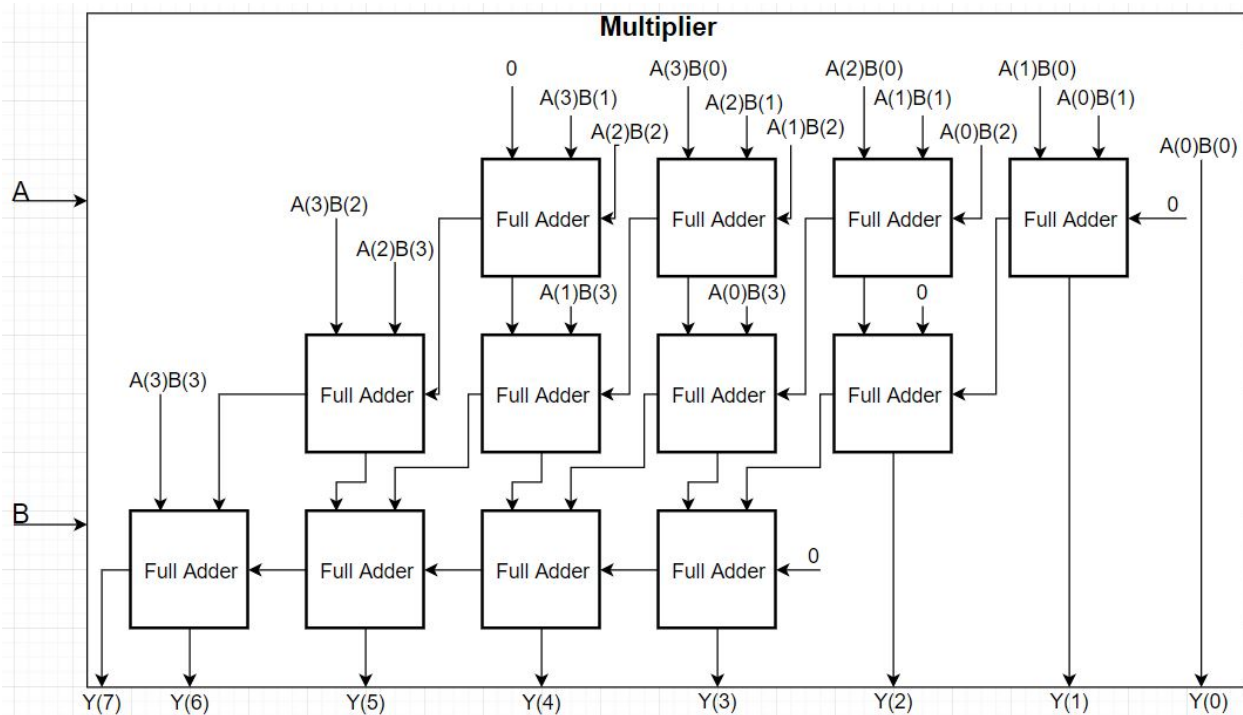 Multiplier
0
A(3)B(0)
A(2)B(0)
A(1)B(0)
A(3)B(1)
A(2)B(1)
A(1)B(1)
A(0)B(1)
A(2)B(2)
A(1)B(2)
A(0)B(2)
A(0)B(0)
A
A(3)B(2)
Full Adder
Full Adder
Full Adder
Full Adder
0
A(2)B(3)
A(1)B(3)
A(0)B(3)
0
A(3)B(3)
Full Adder
Full Adder
Full Adder
Full Adder
B
Full Adder
Full Adder
Full Adder
Full Adder
0
Y(7)
Y(6)
Y(5)
Y(4)
Y(3)
Y(2)
Y(1)
Y(0)